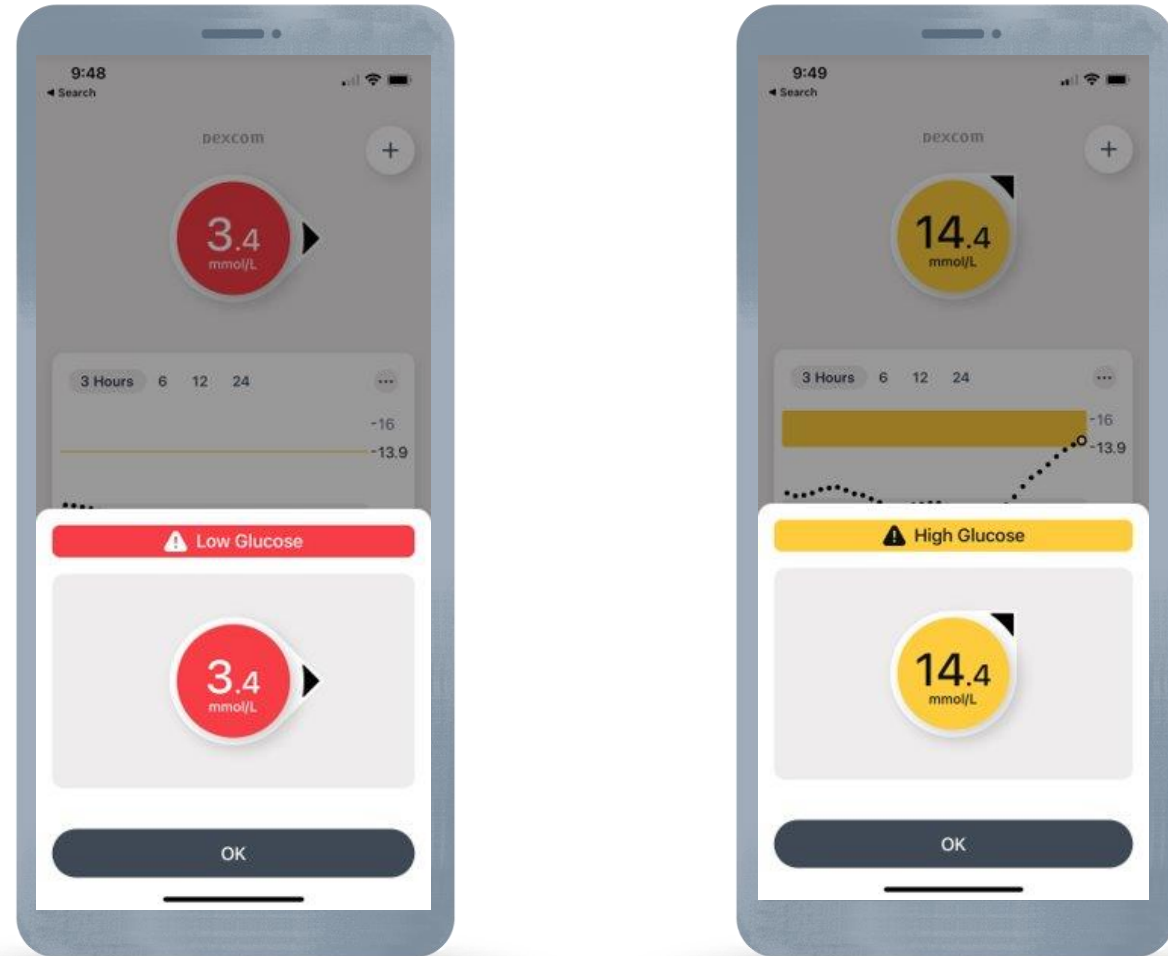 9:48
◀ Search
Dexcom
+
3.4
mmol/L
3 Hours 6 12 24 ...
-16
-13.9
Low Glucose
3.4
mmol/L
OK
9:49
◀ Search
Dexcom
+
14.4
mmol/L
3 Hours 6 12 24 ...
-16
-13.9
High Glucose
14.4
mmol/L
OK